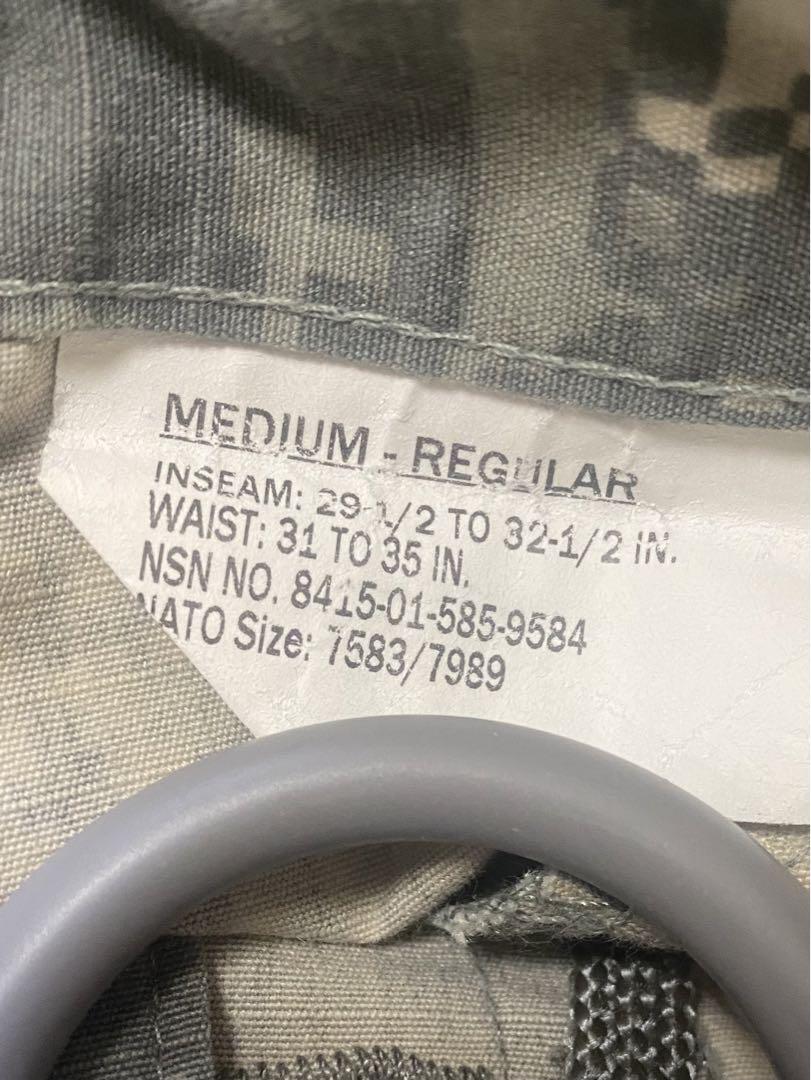 MEDIUM - REGULAR
INSEAM: 29-1/2 TO 32-1/2 IN.
WAIST: 31 TO 35 IN.
NSN NO. 8415-01-585-9584
NATO Size: 7583/7989